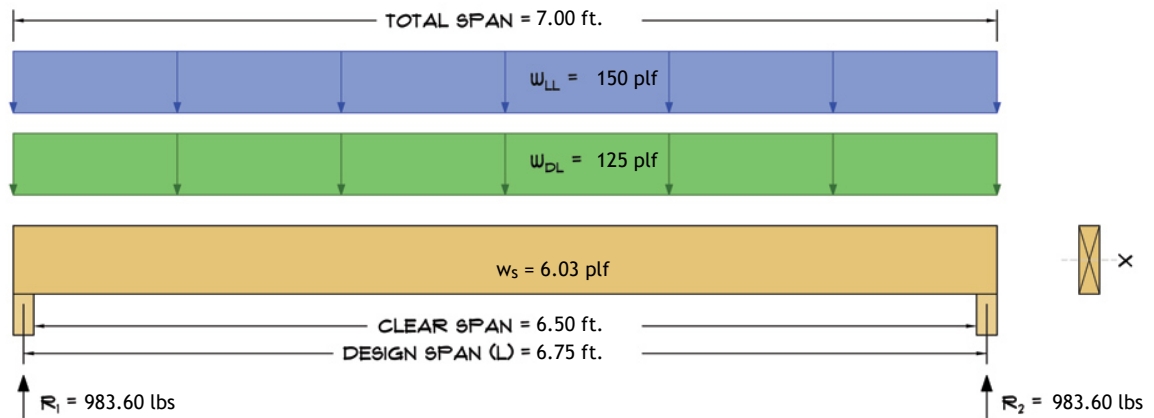 TOTAL SPAN = 7.00 ft.
WLL = 150 plf
WDL = 125 plf
ws = 6.03 plf
X
CLEAR SPAN = 6.50 ft.
DESIGN SPAN (L) = 6.75 ft.
R1 = 983.60 lbs
R2 = 983.60 lbs